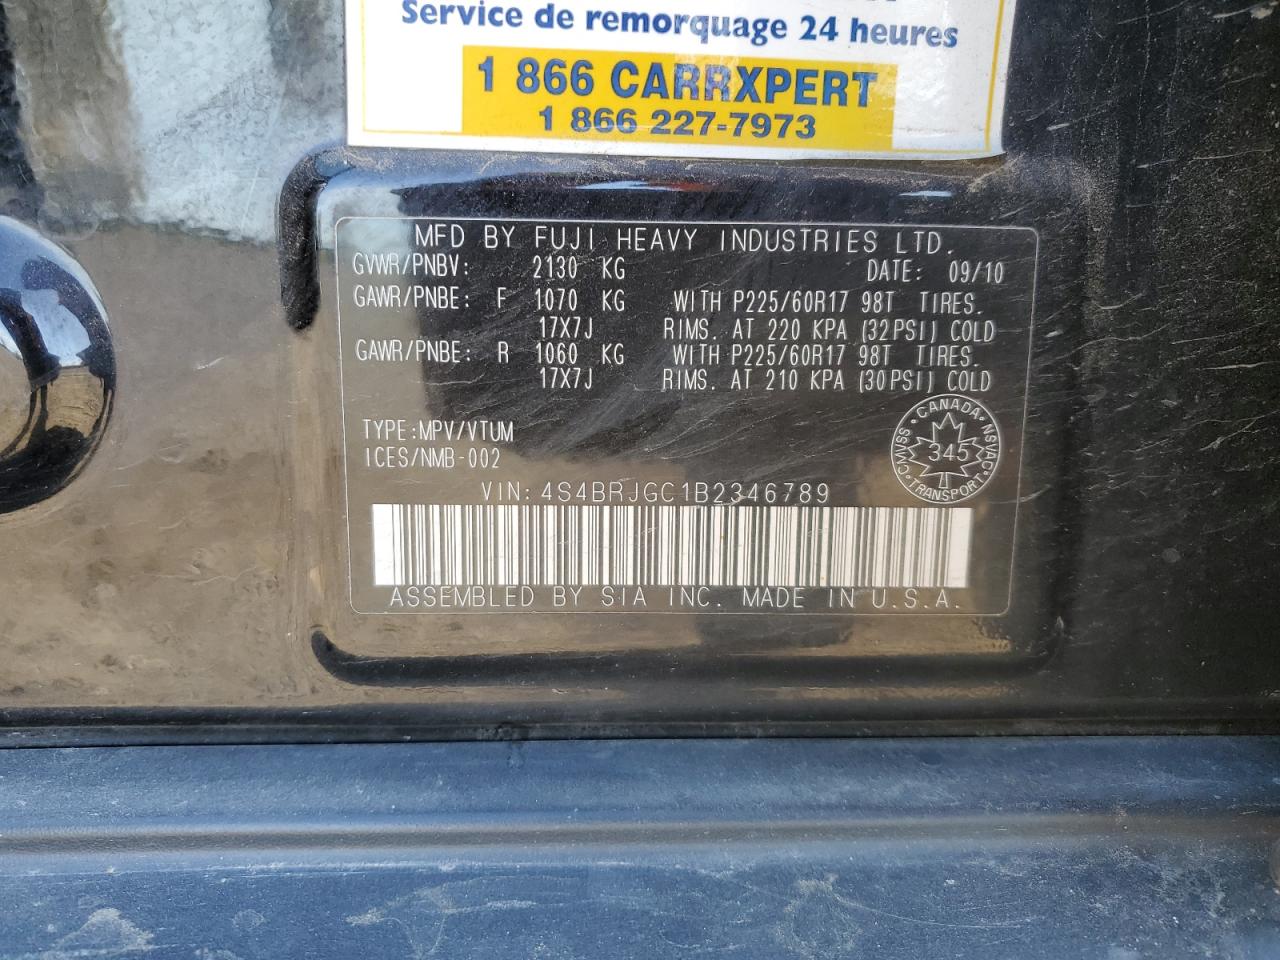 Service de remorquage 24 heures
1 866 CARRXPERT
1 866 227-7973
MFD BY FUJI HEAVY INDUSTRIES LTD.
GVWR/PNBV: 2130 KG DATE: 09/10
GAWR/PNBE: F 1070 KG WITH P225/60R17 98T TIRES.
17X7J RIMS. AT 220 KPA (32PSI) COLD
GAWR/PNBE: R 1060 KG WITH P225/60R17 98T TIRES.
17X7J RIMS. AT 210 KPA (30PSI) COLD
TYPE:MPV/VTUM
ICES/NMB-002
CANADA
CMVSS 345 NSVAC
TRANSPORT
VIN: 4S4BRJGC1B2346789
ASSEMBLED BY SIA INC. MADE IN U.S.A.